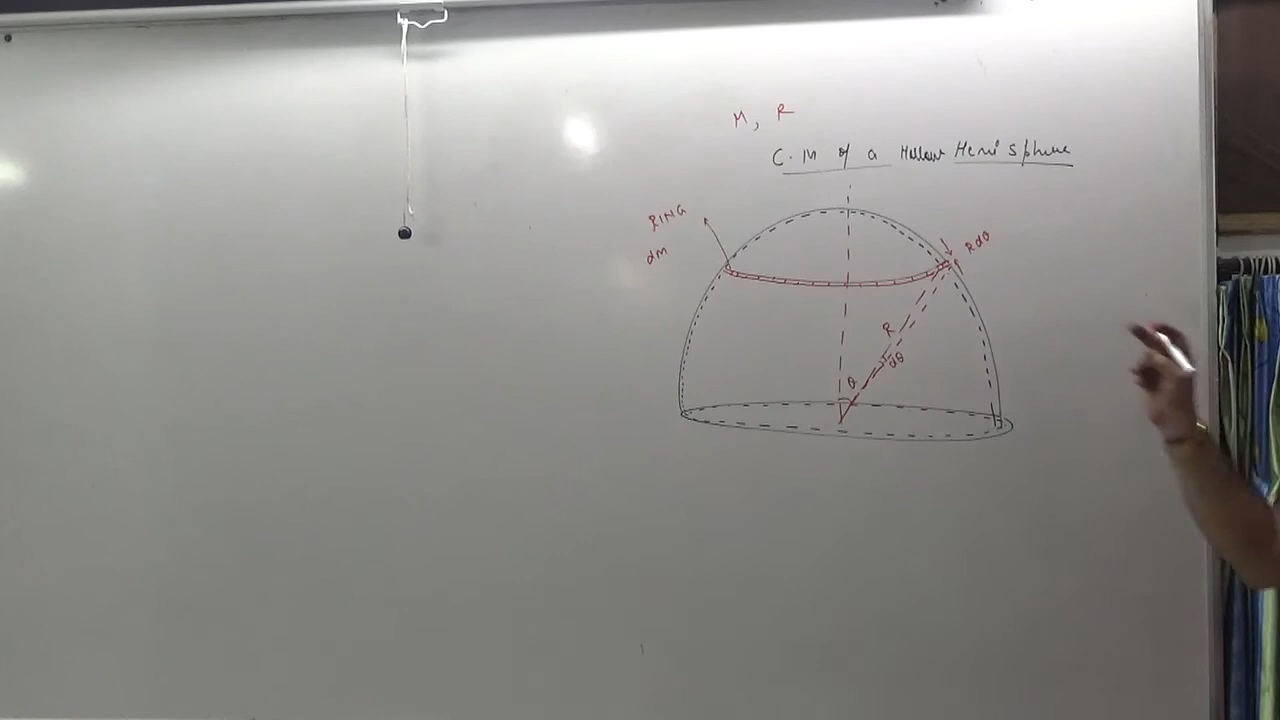 M, R
C.M of a Hollow Hemisphere
RING
dm
Rdθ
R
dθ
θ